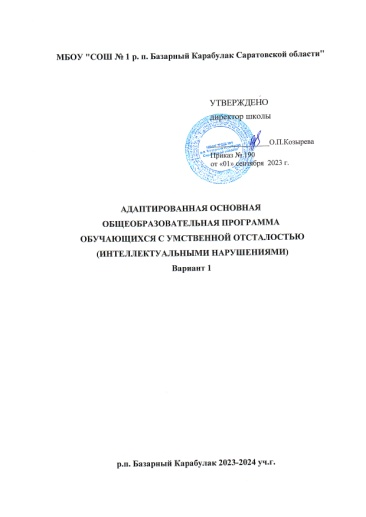 МБОУ "СОШ № 1 р. п. Базарный Карабулак Саратовской области"
УТВЕРЖДЕНО
директор школы
О.П.Козырева
Приказ № 190
от «01» сентября 2023 г.
АДАПТИРОВАННАЯ ОСНОВНАЯ
ОБЩЕОБРАЗОВАТЕЛЬНАЯ ПРОГРАММА
ОБУЧАЮЩИХСЯ С УМСТВЕННОЙ ОТСТАЛОСТЬЮ
(ИНТЕЛЛЕКТУАЛЬНЫМИ НАРУШЕНИЯМИ)
Вариант 1
р.п. Базарный Карабулак 2023-2024 уч.г.